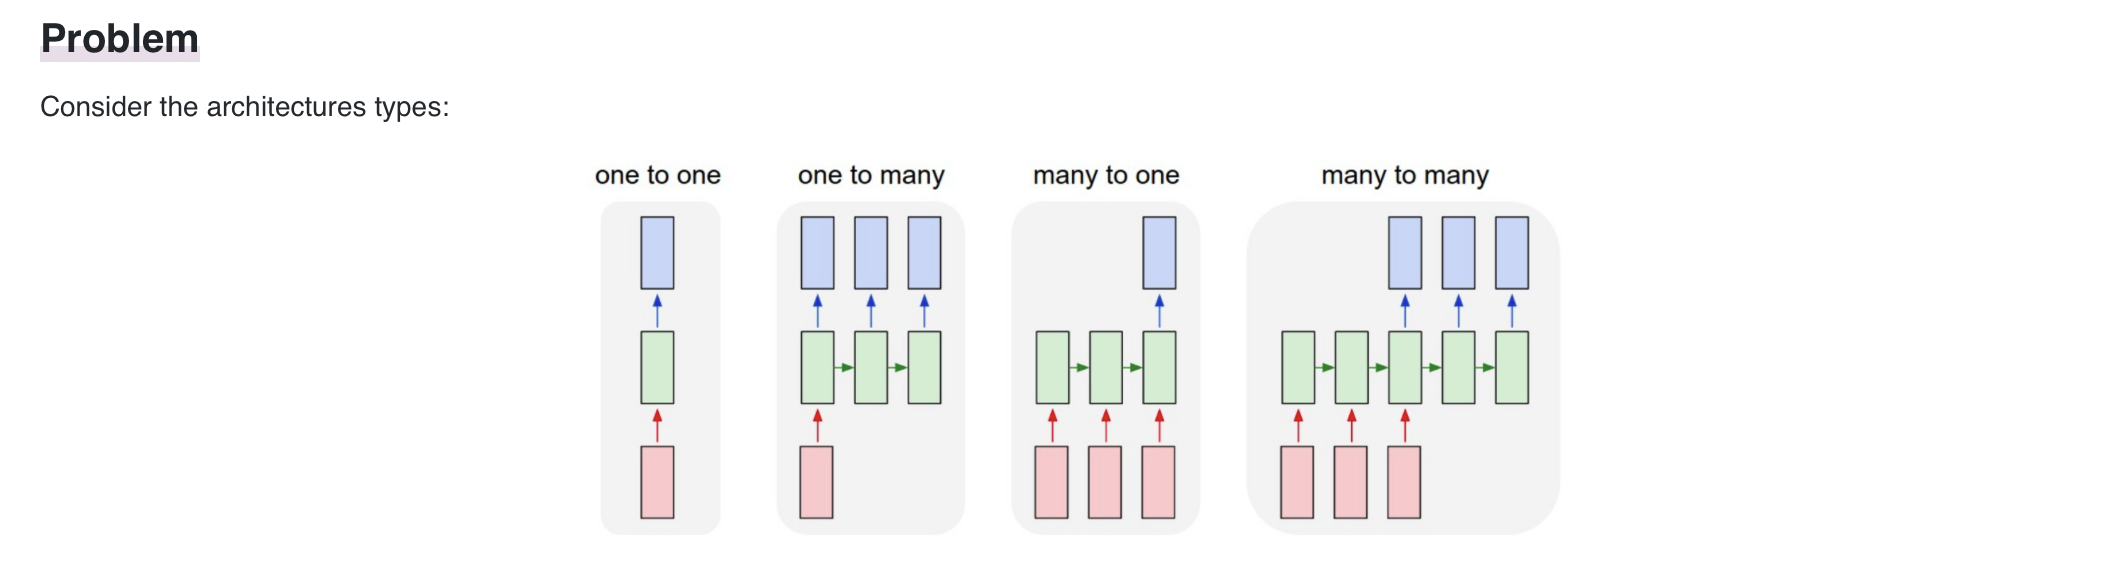 Problem
Consider the architectures types:
one to one
one to many
many to one
many to many